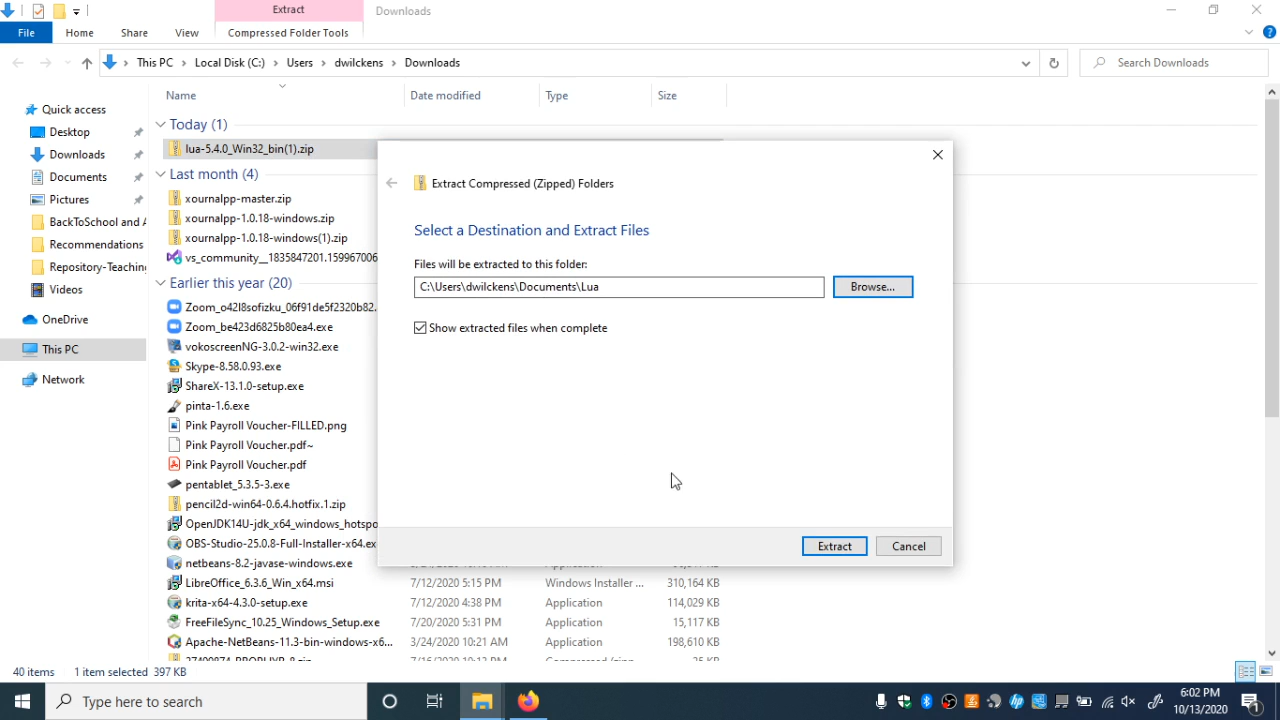 Extract
Downloads
File
Home
Share
View
Compressed Folder Tools
This PC
Local Disk (C:)
Users
dwilckens
Downloads
Search Downloads
Name
Date modified
Type
Size
Quick access
Desktop
Downloads
Documents
Pictures
BackToSchool and A
Recommendations
Repository-Teaching
Videos
OneDrive
This PC
Network
Today (1)
lua-5.4.0_Win32_bin(1).zip
Last month (4)
xournalpp-master.zip
xournalpp-1.0.18-windows.zip
xournalpp-1.0.18-windows(1).zip
vs_community__1835847201.159967006
Earlier this year (20)
Zoom_o42l8sofizku_06f91de5f2320b82.
Zoom_be423d6825b80ea4.exe
vokoscreenNG-3.0.2-win32.exe
Skype-8.58.0.93.exe
ShareX-13.1.0-setup.exe
pinta-1.6.exe
Pink Payroll Voucher-FILLED.png
Pink Payroll Voucher.pdf~
Pink Payroll Voucher.pdf
pentablet_5.3.5-3.exe
pencil2d-win64-0.6.4.hotfix.1.zip
OpenJDK14U-jdk_x64_windows_hotspo
OBS-Studio-25.0.8-Full-Installer-x64.ex
netbeans-8.2-javase-windows.exe
LibreOffice_6.3.6_Win_x64.msi 7/12/2020 5:15 PM Windows Installer ... 310,164 KB
krita-x64-4.3.0-setup.exe 7/12/2020 4:38 PM Application 114,029 KB
FreeFileSync_10.25_Windows_Setup.exe 7/20/2020 5:31 PM Application 15,117 KB
Apache-NetBeans-11.3-bin-windows-x6... 3/24/2020 10:21 AM Application 198,610 KB
Extract Compressed (Zipped) Folders
Select a Destination and Extract Files
Files will be extracted to this folder:
C:\Users\dwilckens\Documents\Lua
Browse...
Show extracted files when complete
Extract
Cancel
40 items
1 item selected 397 KB
Type here to search
6:02 PM
10/13/2020
1